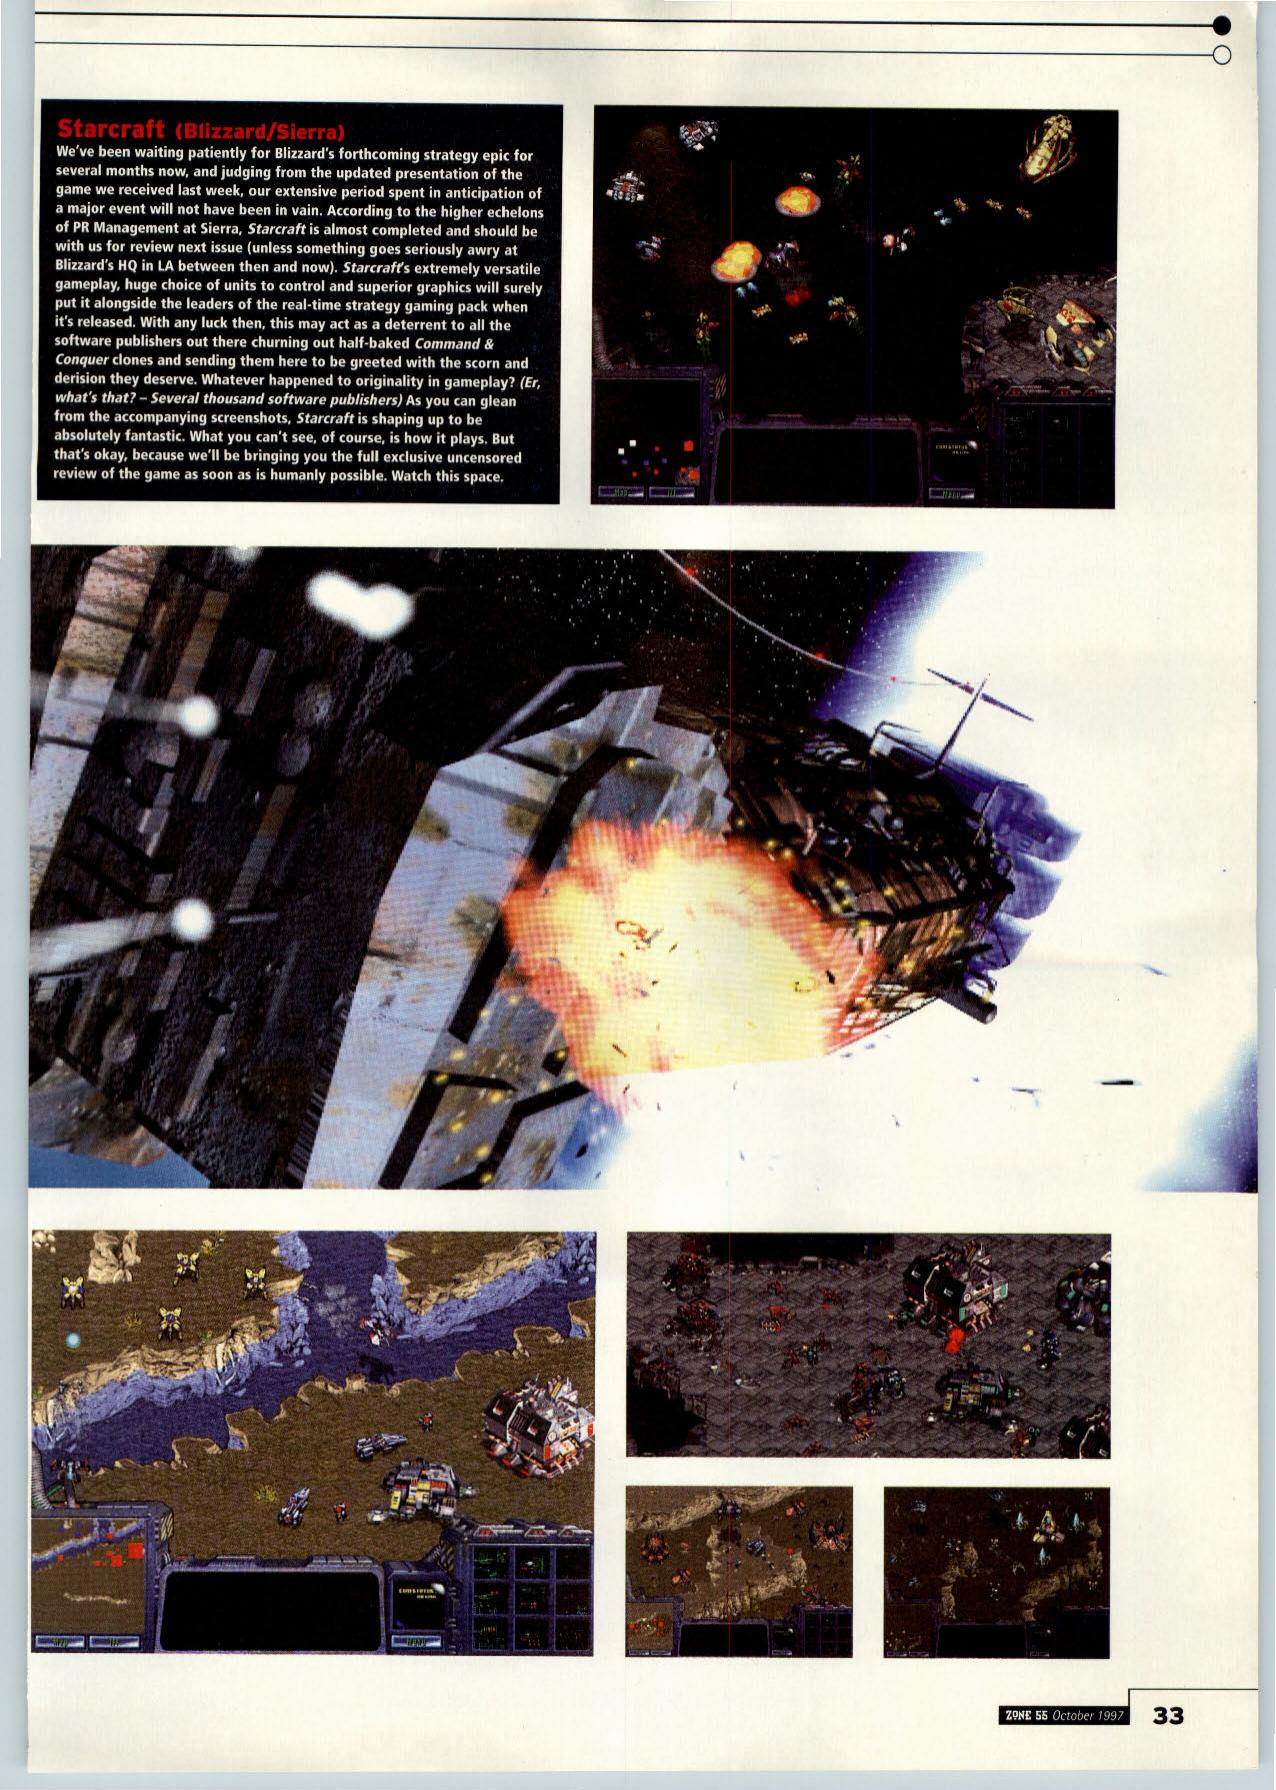 Starcraft (Blizzard/Sierra)
We've been waiting patiently for Blizzard's forthcoming strategy epic for
several months now, and judging from the updated presentation of the
game we received last week, our extensive period spent in anticipation of
a major event will not have been in vain. According to the higher echelons
of PR Management at Sierra, Starcraft is almost completed and should be
with us for review next issue (unless something goes seriously awry at
Blizzard's HQ in LA between then and now). Starcraft's extremely versatile
gameplay, huge choice of units to control and superior graphics will surely
put it alongside the leaders of the real-time strategy gaming pack when
it's released. With any luck then, this may act as a deterrent to all the
software publishers out there churning out half-baked Command &
Conquer clones and sending them here to be greeted with the scorn and
derision they deserve. Whatever happened to originality in gameplay? (Er,
what's that? – Several thousand software publishers) As you can glean
from the accompanying screenshots, Starcraft is shaping up to be
absolutely fantastic. What you can't see, of course, is how it plays. But
that's okay, because we'll be bringing you the full exclusive uncensored
review of the game as soon as is humanly possible. Watch this space.
Menu
Menu
ZONE 55 October 1997 33